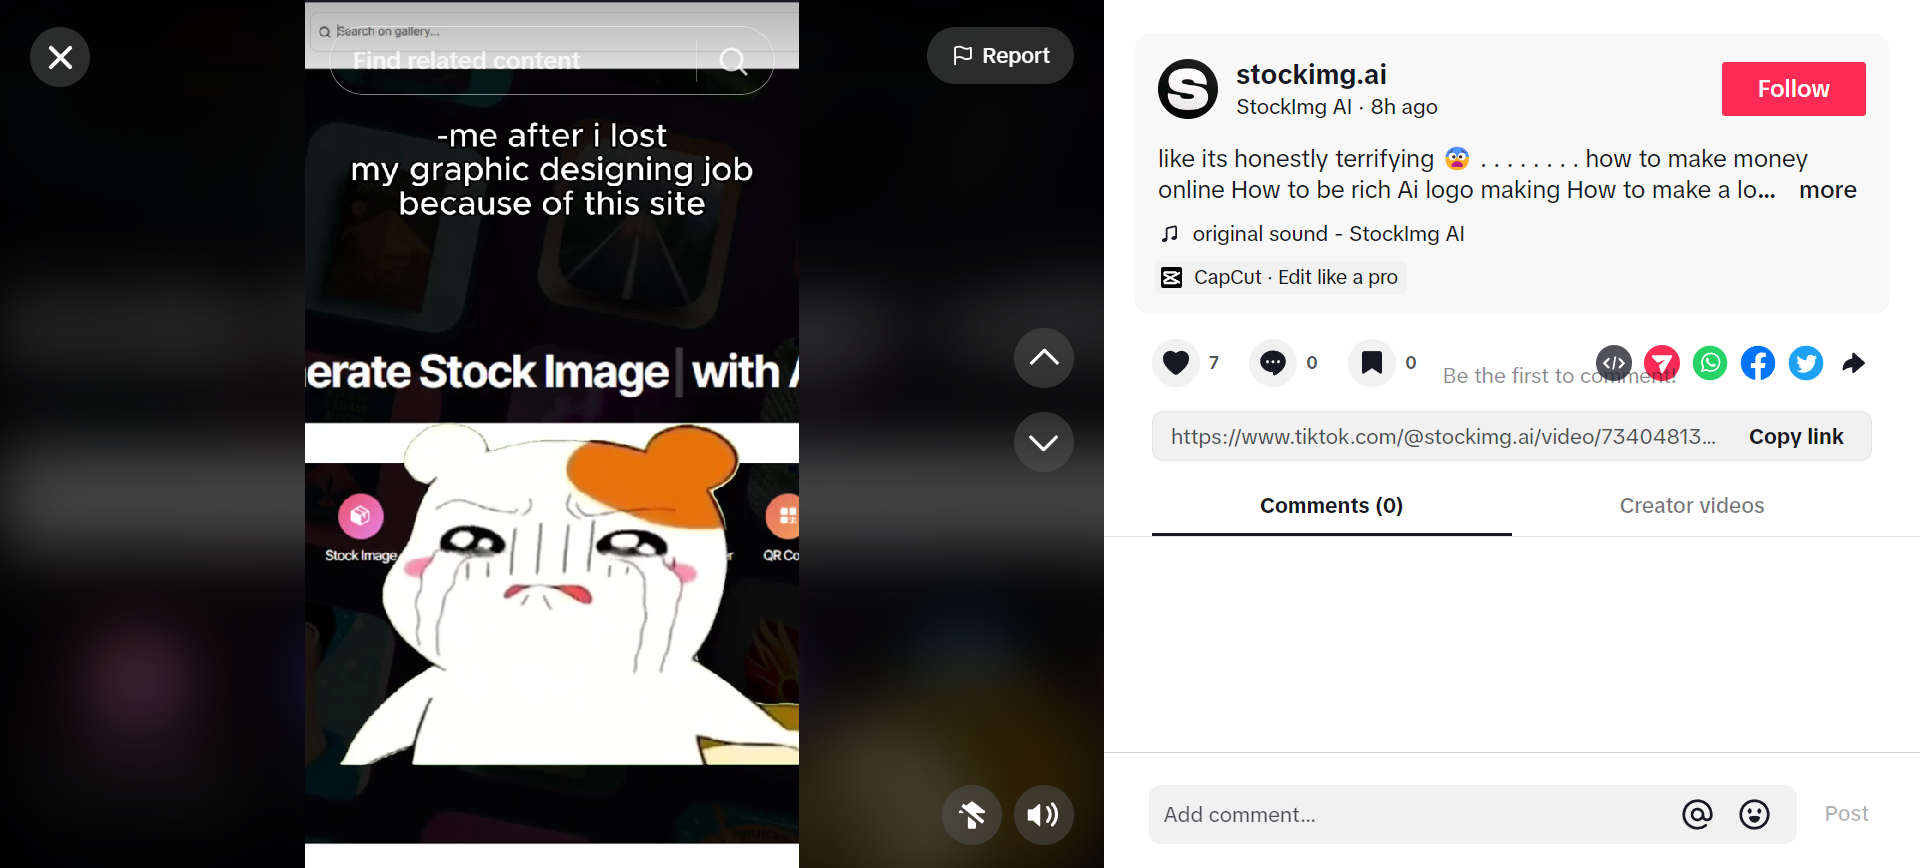 Search on gallery...
Find related content
Report
-me after i lost
my graphic designing job
because of this site
erate Stock Image with
Stock Image
QR Co
stockimg.ai
StockImg AI · 8h ago
Follow
like its honestly terrifying 😨 . . . . . . . . how to make money
online How to be rich Ai logo making How to make a lo... more
original sound - StockImg AI
CapCut · Edit like a pro
7
0
0
Be the first to comment!
https://www.tiktok.com/@stockimg.ai/video/73404813...
Copy link
Comments (0)
Creator videos
Add comment...
Post